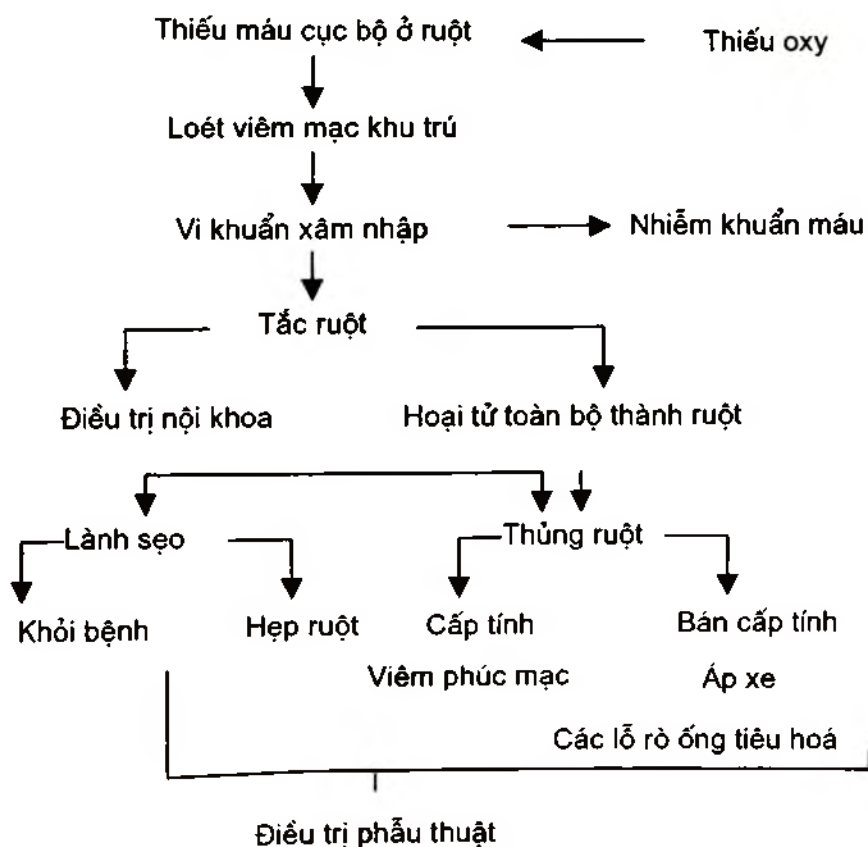 Thiếu máu cục bộ ở ruột Thiếu oxy
Loét viêm mạc khu trú
Vi khuẩn xâm nhập Nhiễm khuẩn máu
Tắc ruột
Điều trị nội khoa Hoại tử toàn bộ thành ruột
Lành sẹo Thủng ruột
Khỏi bệnh Hẹp ruột Cấp tính Bán cấp tính
Viêm phúc mạc Áp xe
Các lỗ rò ống tiêu hoá
Điều trị phẫu thuật